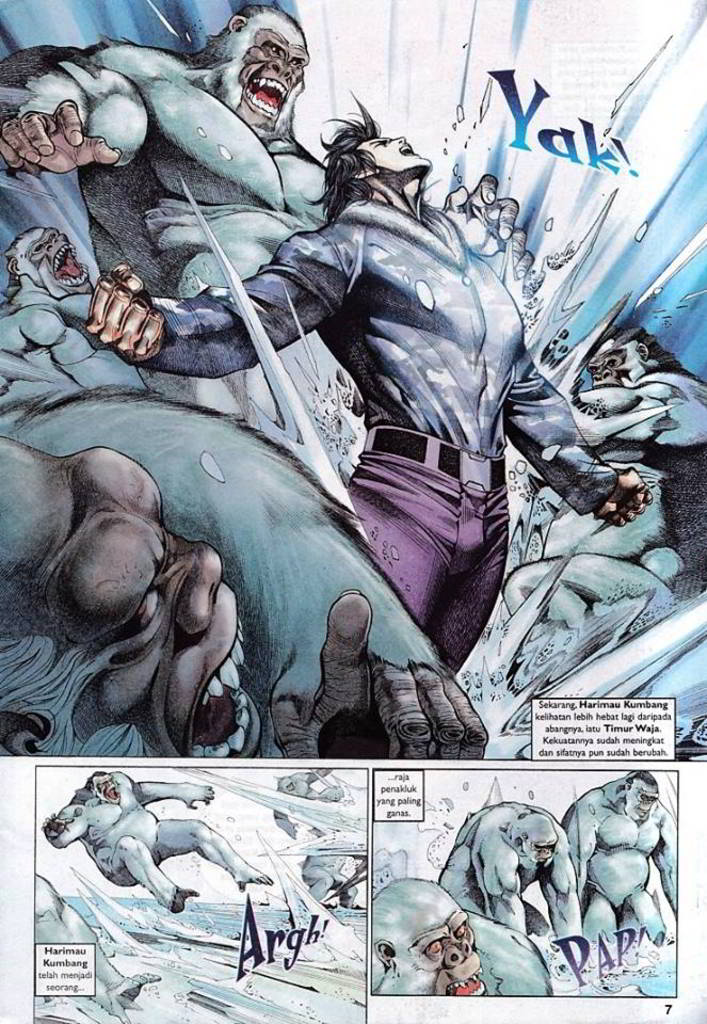 Yak!
Sekarang, Harimau Kumbang
kelihatan lebih hebat lagi daripada
abangnya, iatu Timur Waja.
Kekuatannya sudah meningkat
dan sifatnya pun sudah berubah.
Harimau
Kumbang
telah menjadi
seorang...
Argh!
...raja
penakluk
yang paling
ganas.
PAP!
7